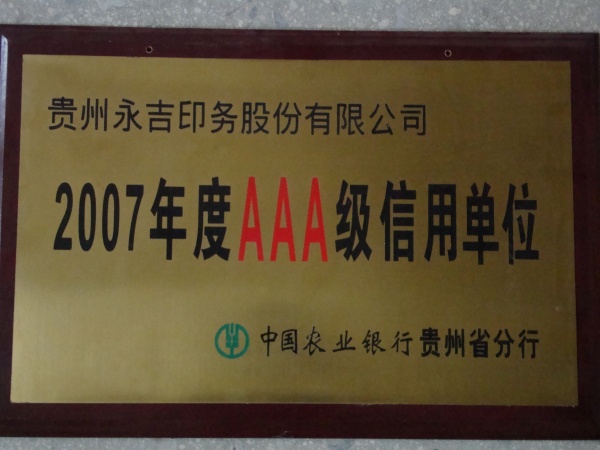 贵州永吉印务股份有限公司
2007年度AAA级信用单位
中国农业银行贵州省分行